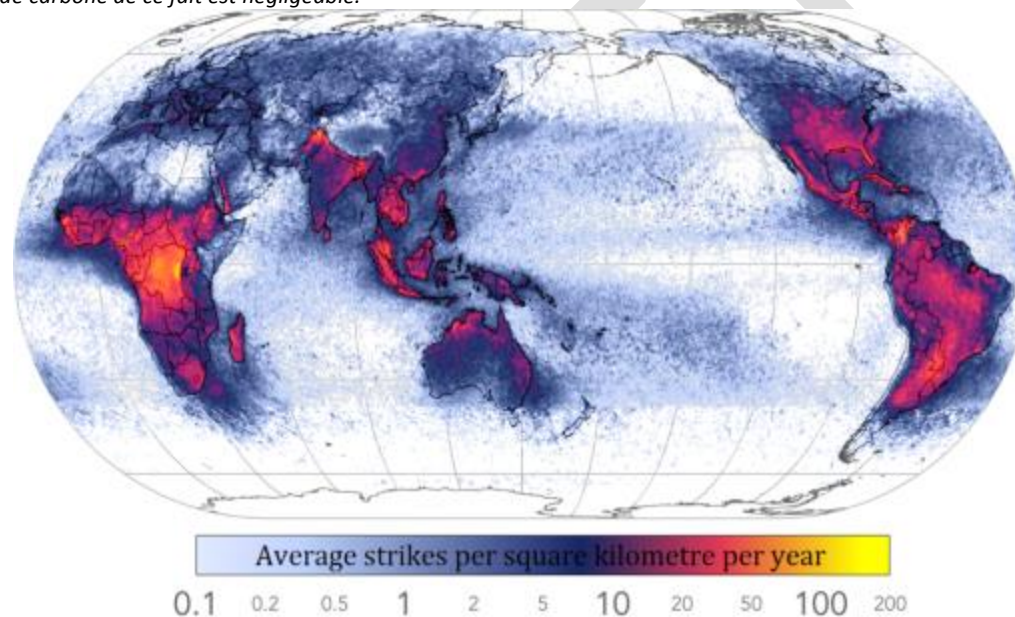 de carbone de ce fait est négligeable.
Average strikes per square kilometre per year
0.1 0.2 0.5 1 2 5 10 20 50 100 200